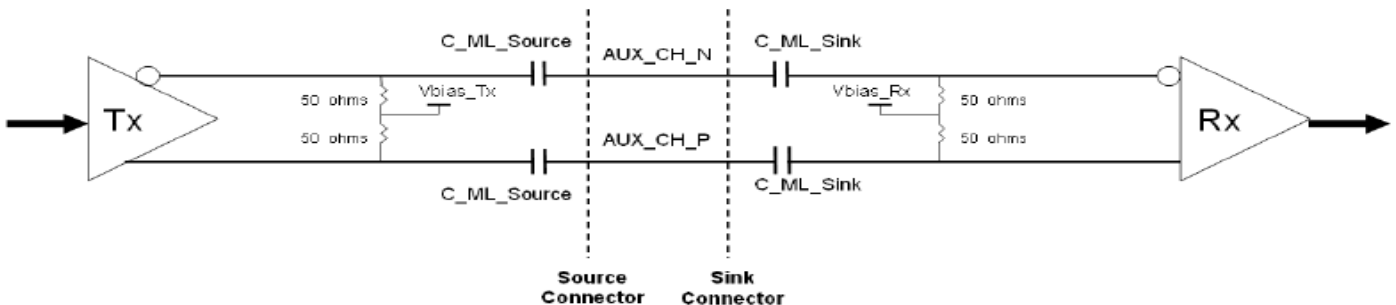 C_ML_Source
AUX_CH_N
C_ML_Sink
50 ohms
Vbias_Tx
Vbias_Rx
50 ohms
Tx
50 ohms
50 ohms
Rx
AUX_CH_P
C_ML_Source
C_ML_Sink
Source
Connector
Sink
Connector